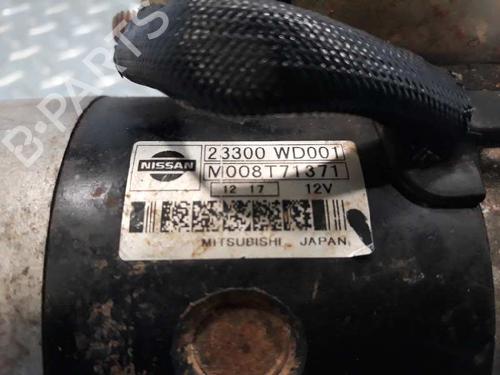 B-PARTS
NISSAN
23300 WD001
M008T71371
12 17 12V
MITSUBISHI JAPAN